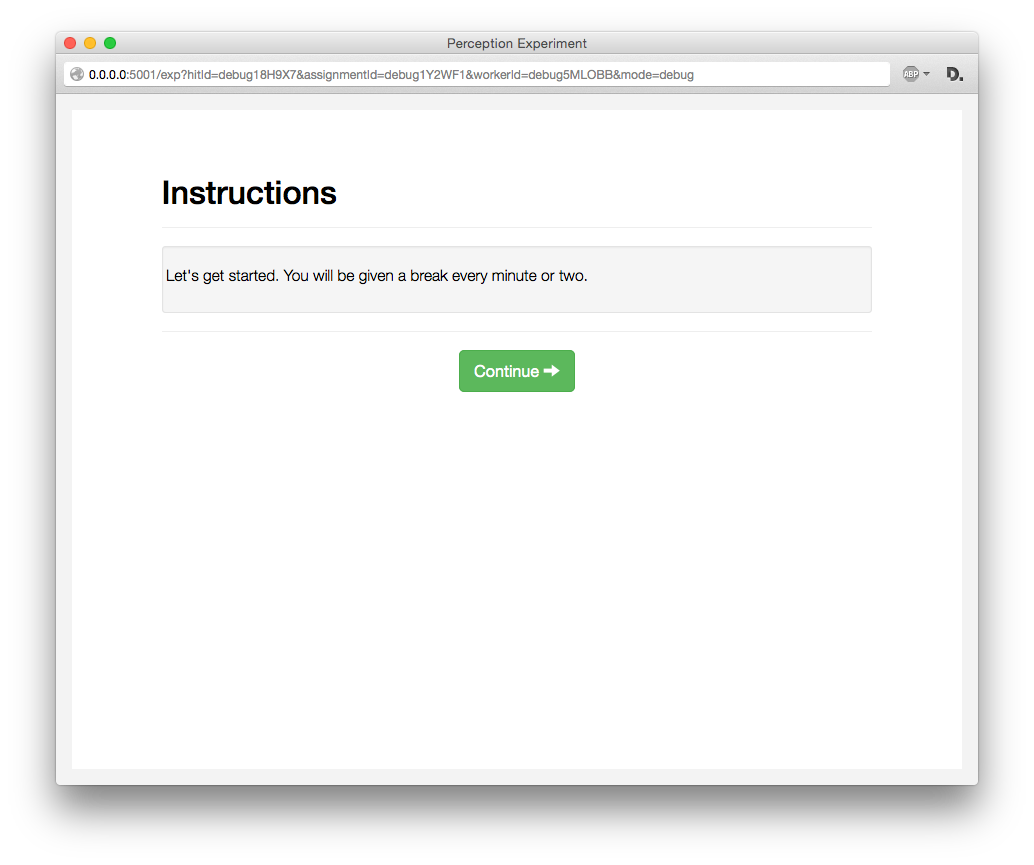 Perception Experiment
0.0.0.0:5001/exp?hitId=debug18H9X7&assignmentId=debug1Y2WF1&workerId=debug5MLOBB&mode=debug
ABP
D.
Instructions
Let's get started. You will be given a break every minute or two.
Continue